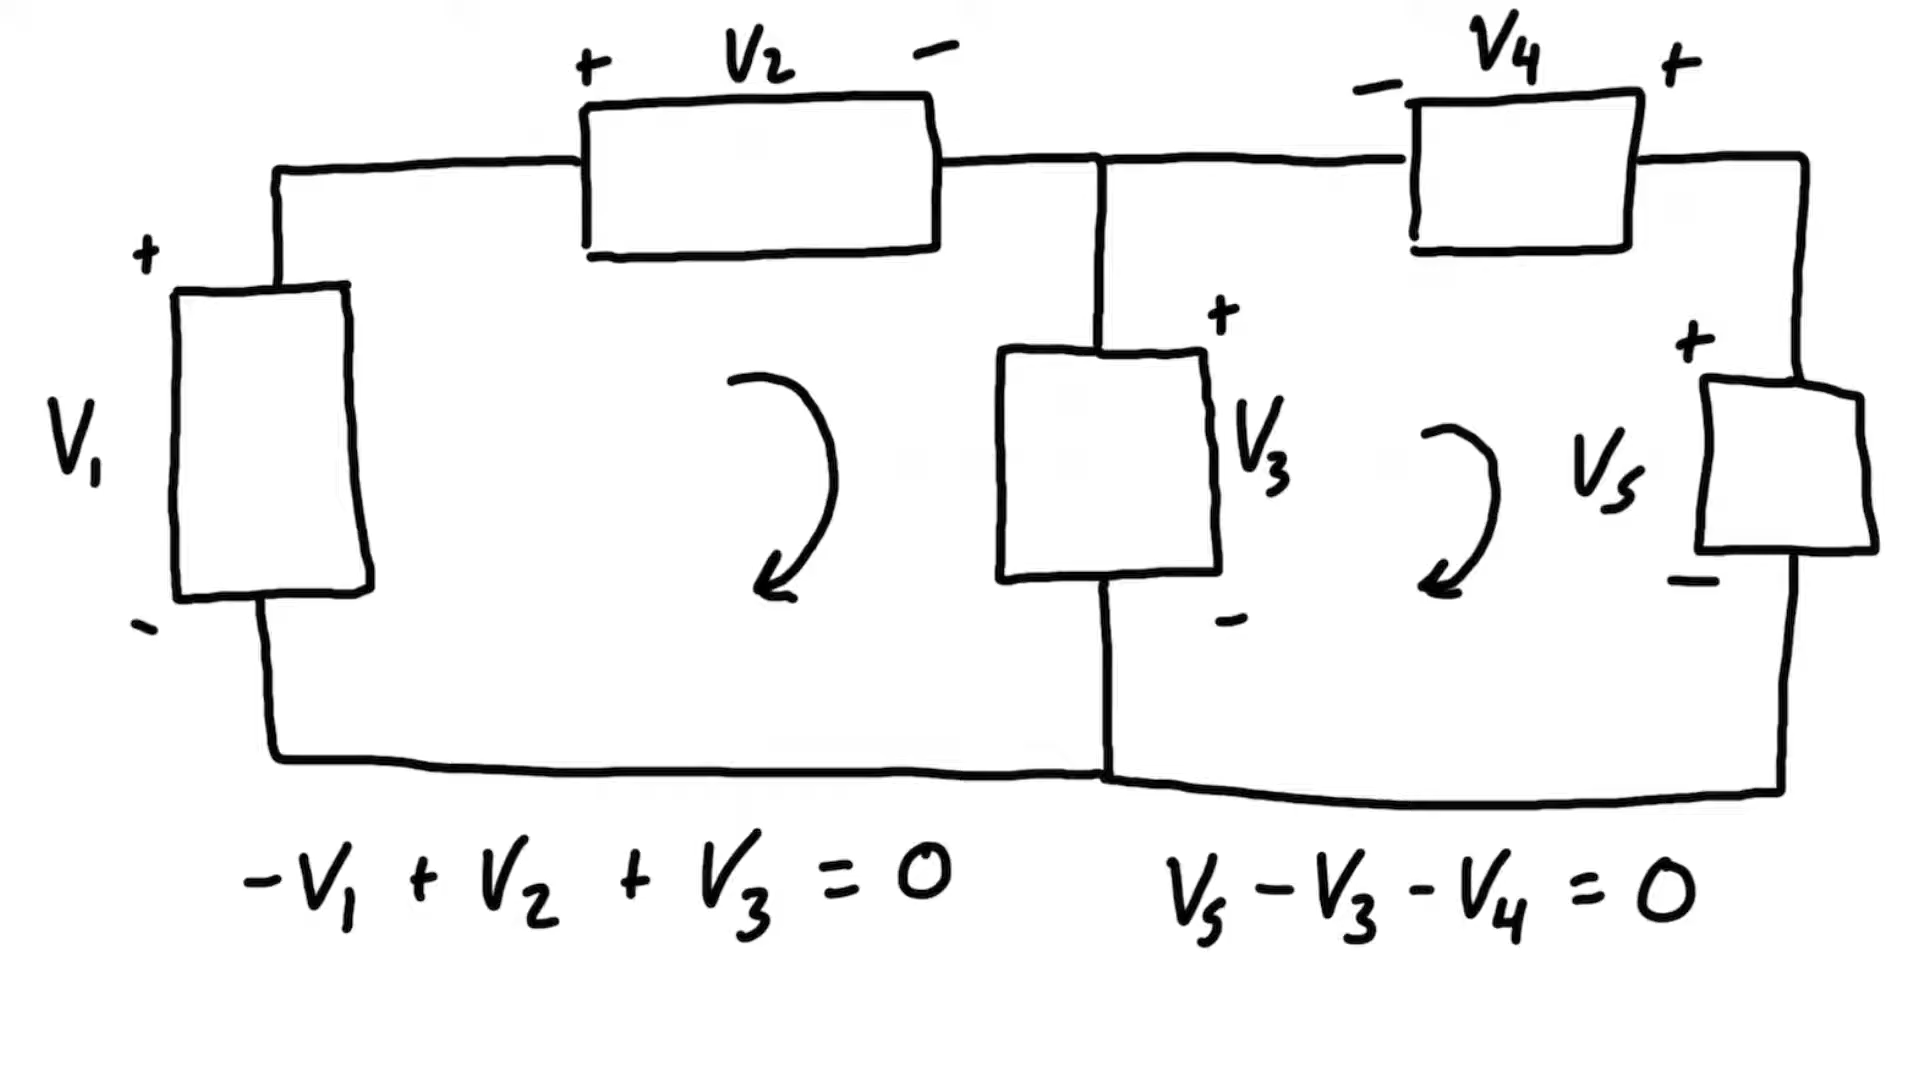 + V2 -
- V4 +
+
V1
-
+
V3
-
+
V5
-
-V1 + V2 + V3 = 0
V5 - V3 - V4 = 0